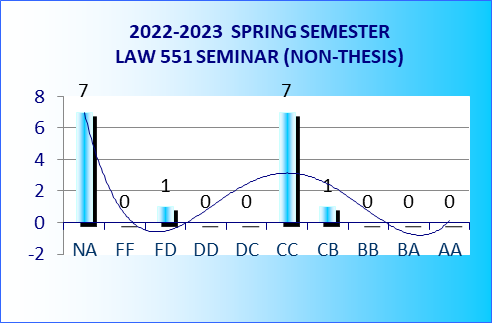 2022-2023 SPRING SEMESTER
LAW 551 SEMINAR (NON-THESIS)
8
6
4
2
0
-2
7 0 1 0 0 7 1 0 0 0
NA FF FD DD DC CC CB BB BA AA